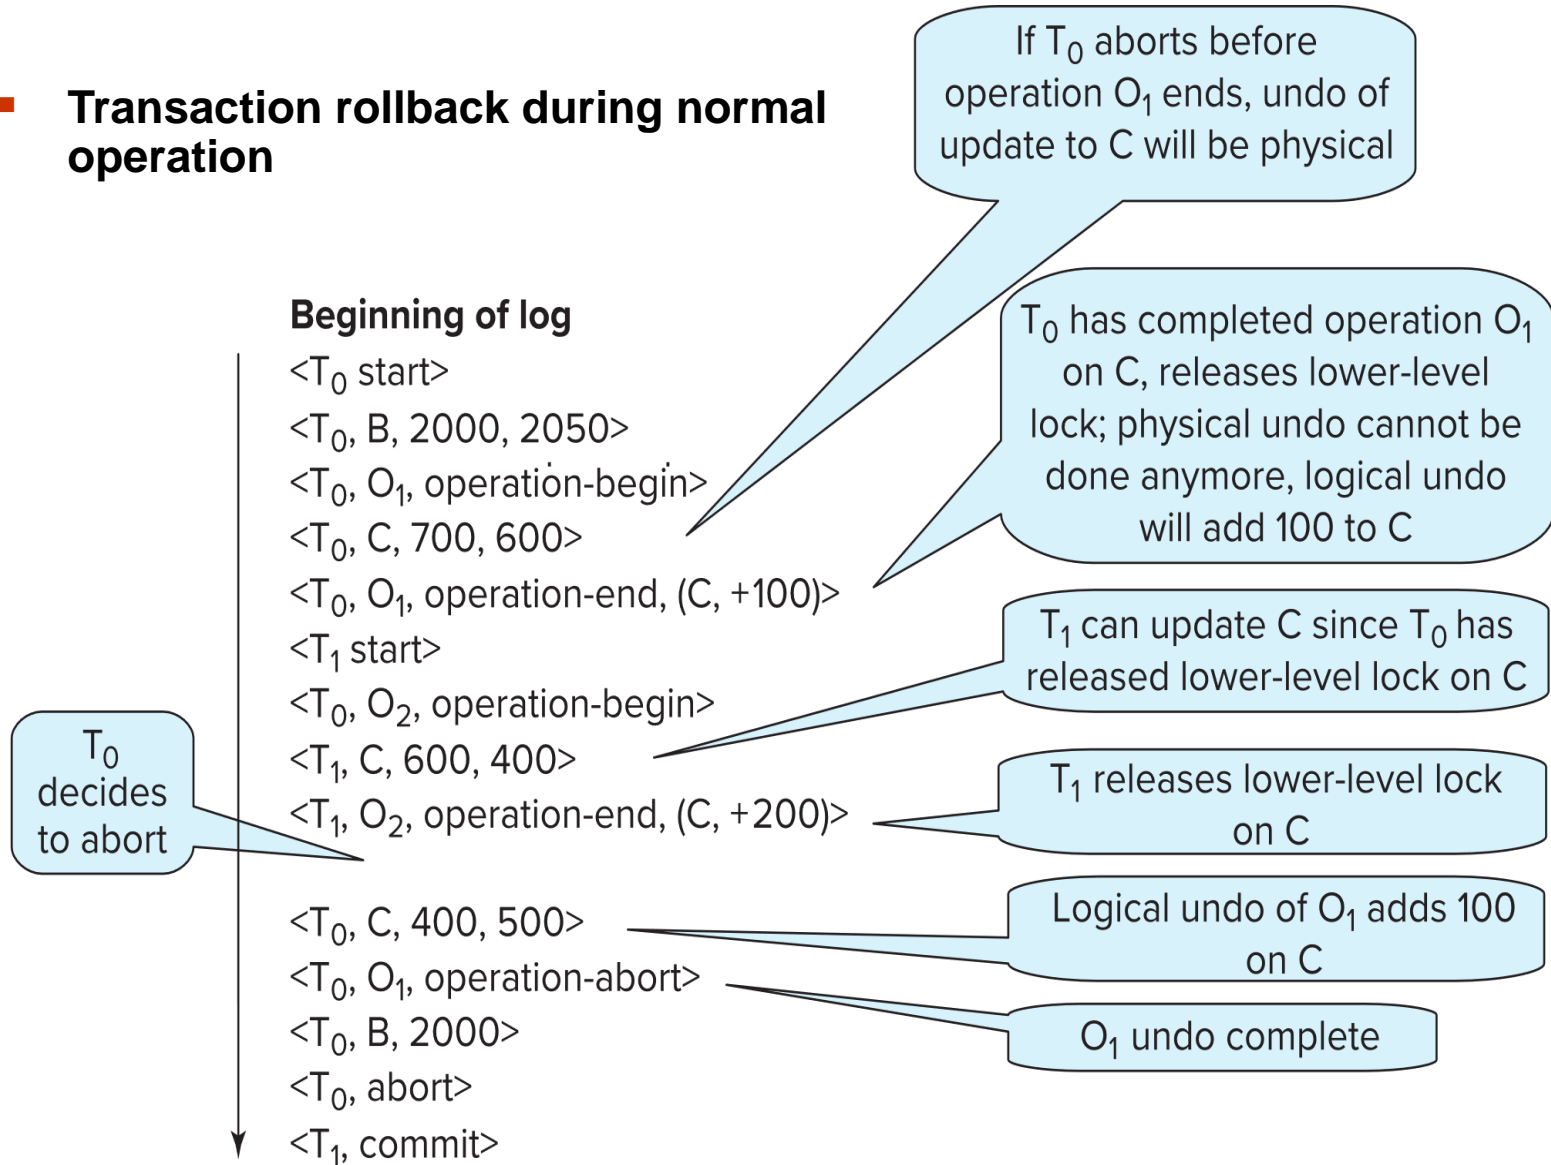 Transaction rollback during normal
operation
If T₀ aborts before
operation O₁ ends, undo of
update to C will be physical
Beginning of log
<T₀ start>
<T₀, B, 2000, 2050>
<T₀, O₁, operation-begin>
<T₀, C, 700, 600>
<T₀, O₁, operation-end, (C, +100)>
<T₁ start>
<T₀, O₂, operation-begin>
<T₁, C, 600, 400>
<T₁, O₂, operation-end, (C, +200)>
T₀ has completed operation O₁
on C, releases lower-level
lock; physical undo cannot be
done anymore, logical undo
will add 100 to C
T₁ can update C since T₀ has
released lower-level lock on C
T₀
decides
to abort
T₁ releases lower-level lock
on C
<T₀, C, 400, 500>
<T₀, O₁, operation-abort>
<T₀, B, 2000>
<T₀, abort>
<T₁, commit>
Logical undo of O₁ adds 100
on C
O₁ undo complete